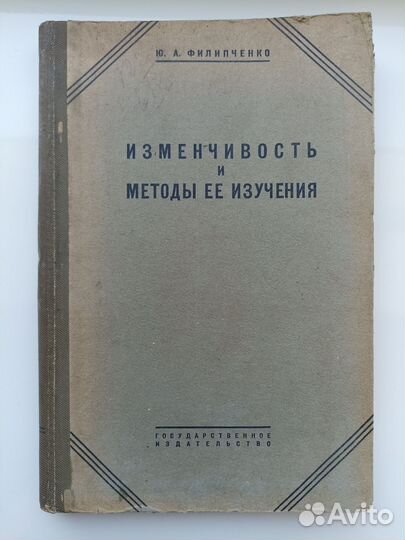 Ю. А. ФИЛИПЧЕНКО
ИЗМЕНЧИВОСТЬ
И
МЕТОДЫ ЕЕ ИЗУЧЕНИЯ
ГОСУДАРСТВЕННОЕ
ИЗДАТЕЛЬСТВО
Avito